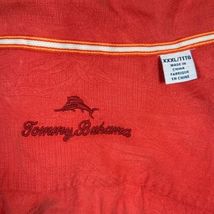 XXXL/TTTG
MADE IN
CHINA
FABRIQUÉ
EN CHINE
Tommy Bahama